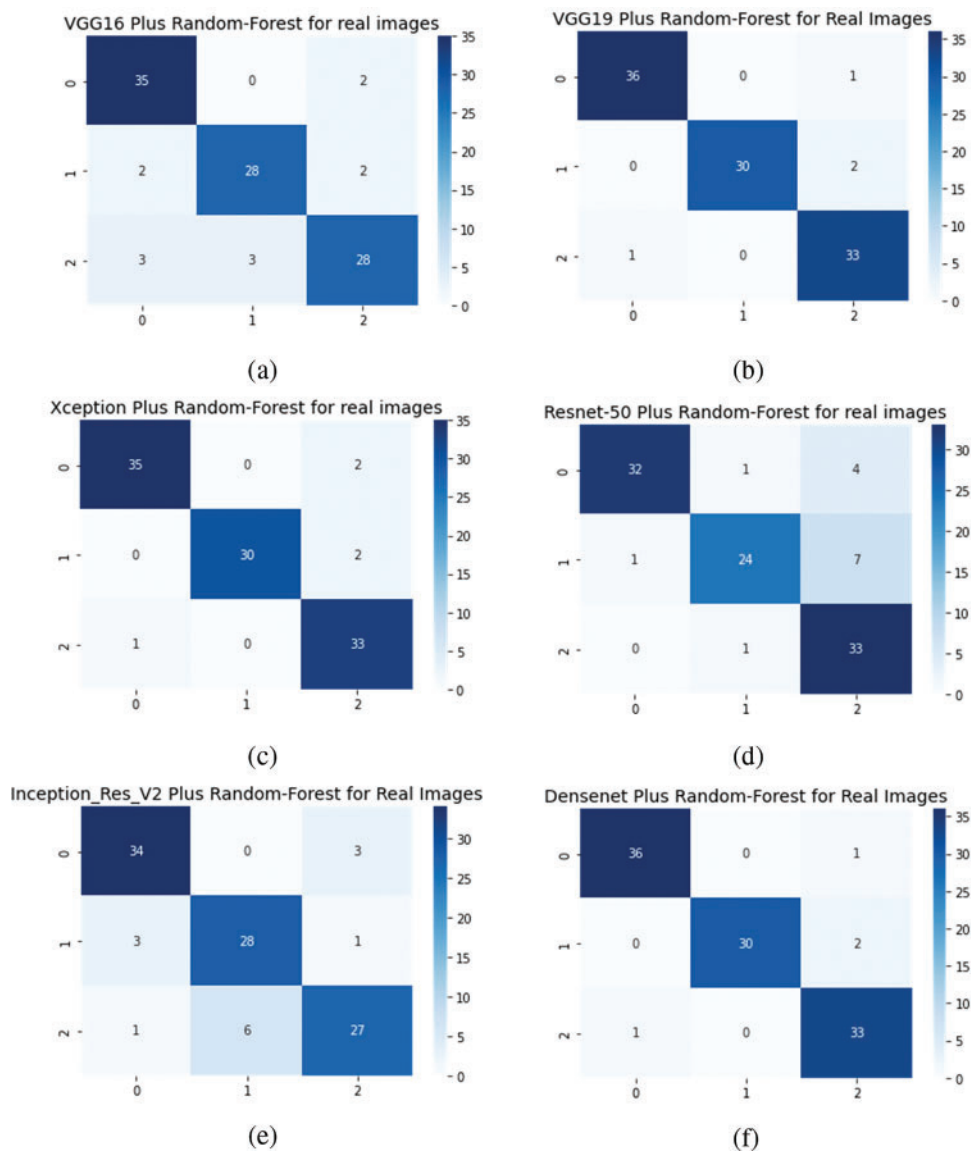 VGG16 Plus Random-Forest for real images
35
0 35 0 2
30
25
1 2 28 2
20
15
10
2 3 3 28
5
0
0 1 2
(a)
VGG19 Plus Random-Forest for Real Images
35
0 36 0 1
30
25
1 0 30 2
20
15
10
2 1 0 33
5
0
0 1 2
(b)
Xception Plus Random-Forest for real images
35
0 35 0 2
30
25
1 0 30 2
20
15
10
2 1 0 33
5
0
0 1 2
(c)
Resnet-50 Plus Random-Forest for real images
0 32 1 4
30
25
1 1 24 7
20
15
10
2 0 1 33
5
0
0 1 2
(d)
Inception_Res_V2 Plus Random-Forest for Real Images
0 34 0 3
30
25
1 3 28 1
20
15
10
2 1 6 27
5
0
0 1 2
(e)
Densenet Plus Random-Forest for Real Images
35
0 36 0 1
30
25
1 0 30 2
20
15
10
2 1 0 33
5
0
0 1 2
(f)